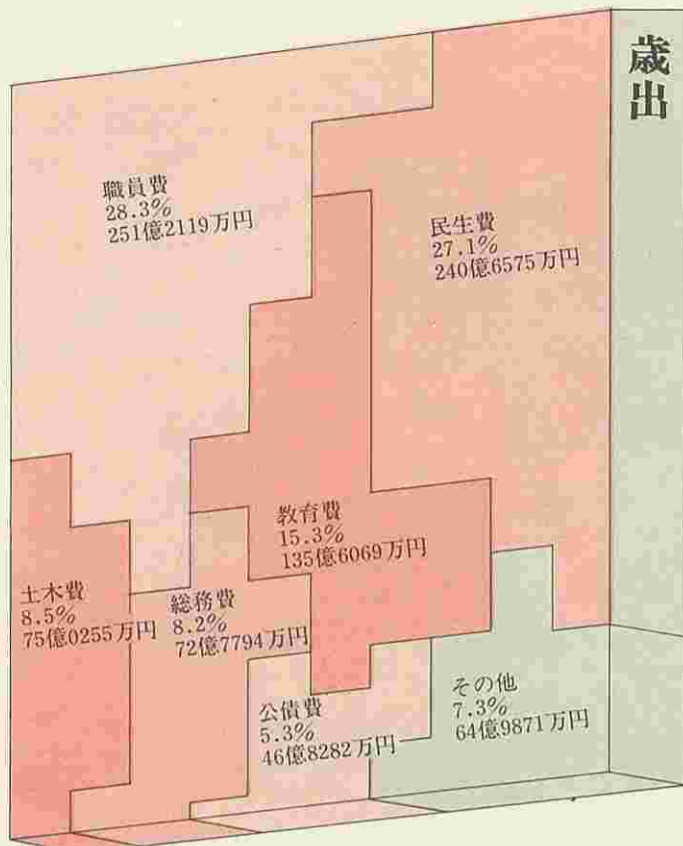 歳出
職員費
28.3%
251億2119万円
民生費
27.1%
240億6575万円
教育費
15.3%
135億6069万円
土木費
8.5%
75億0255万円
総務費
8.2%
72億7794万円
公債費
5.3%
46億8282万円
その他
7.3%
64億9871万円